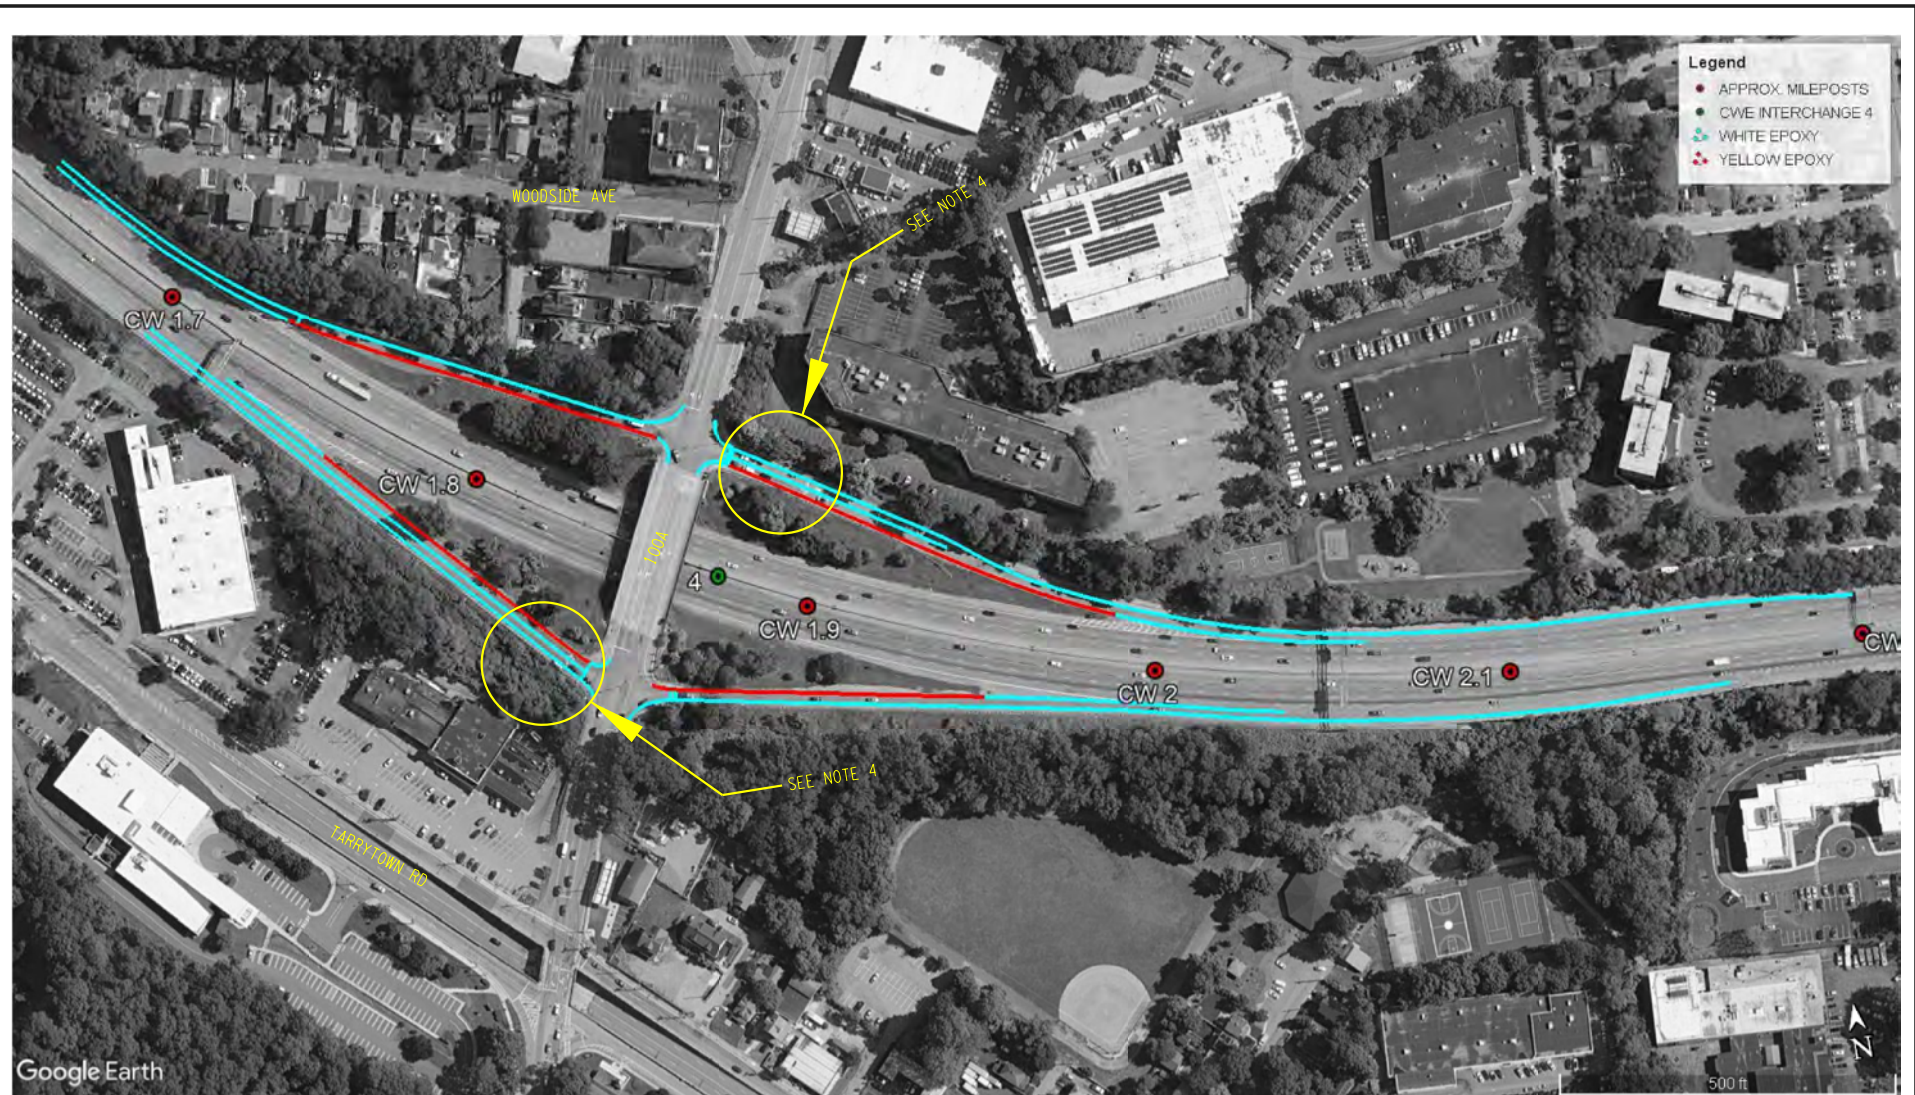 Legend
APPROX. MILEPOSTS
CWE INTERCHANGE 4
WHITE EPOXY
YELLOW EPOXY
WOODSIDE AVE
SEE NOTE 4
CW 1.7
CW 1.8
100A
4
CW 1.9
CW 2
CW 2.1
CW
SEE NOTE 4
TARRYTOWN RD
Google Earth
N
500 ft